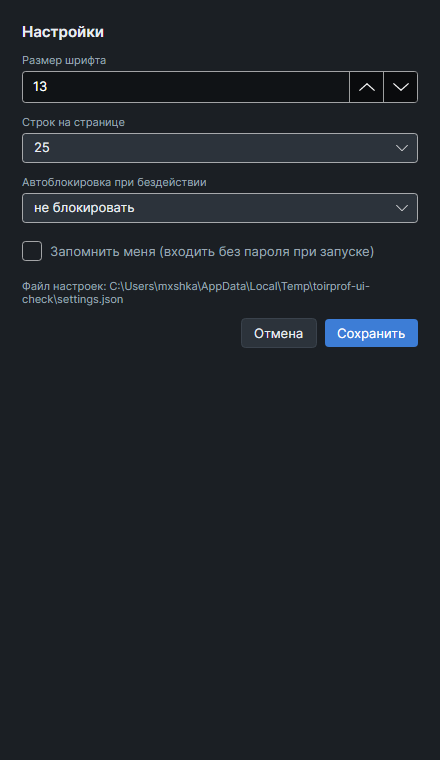 Настройки
Размер шрифта
13
Строк на странице
25
Автоблокировка при бездействии
не блокировать
Запомнить меня (входить без пароля при запуске)
Файл настроек: C:\Users\mxshka\AppData\Local\Temp\toirprof-ui-
check\settings.json
Отмена
Сохранить